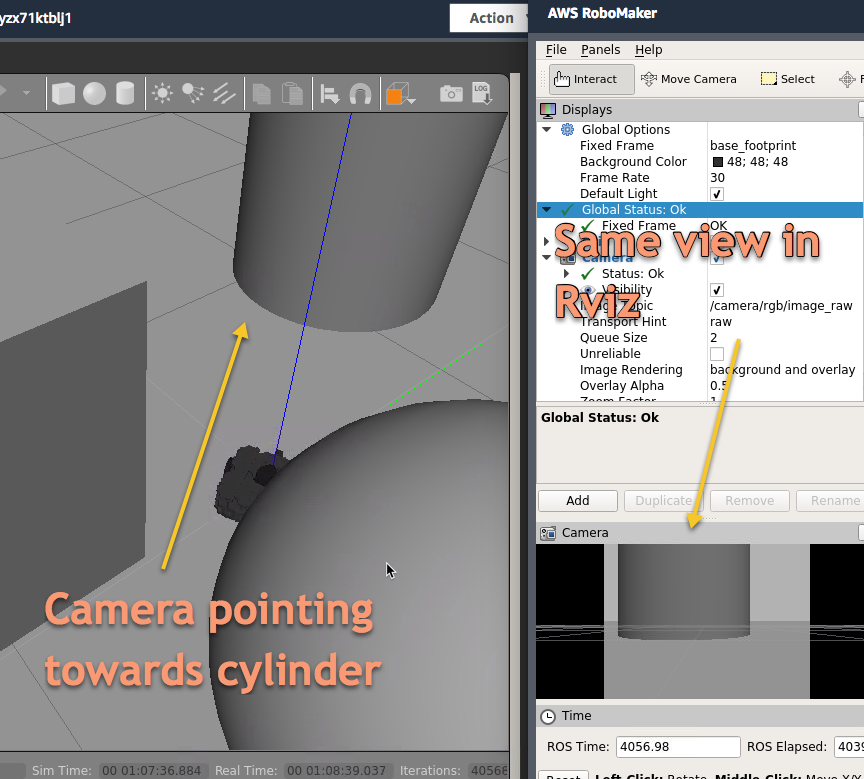 yzx71ktblj1
Action
LOG
Camera pointing
towards cylinder
Sim Time: 00 01:07:36.884 Real Time: 00 01:08:39.037 Iterations: 40568
AWS RoboMaker
File Panels Help
Interact Move Camera Select F
Displays
Global Options
Fixed Frame base_footprint
Background Color 48; 48; 48
Frame Rate 30
Default Light
Global Status: Ok
Fixed Frame OK
Same view in
Rviz
Camera
Status: Ok
Visibility
Image Topic /camera/rgb/image_raw
Transport Hint raw
Queue Size 2
Unreliable
Image Rendering background and overlay
Overlay Alpha 0.5
Zoom Factor 1
Global Status: Ok
Add Duplicate Remove Rename
Camera
Time
ROS Time: 4056.98 ROS Elapsed: 4039
Reset Left-Click: Rotate. Middle-Click: Move X/Y